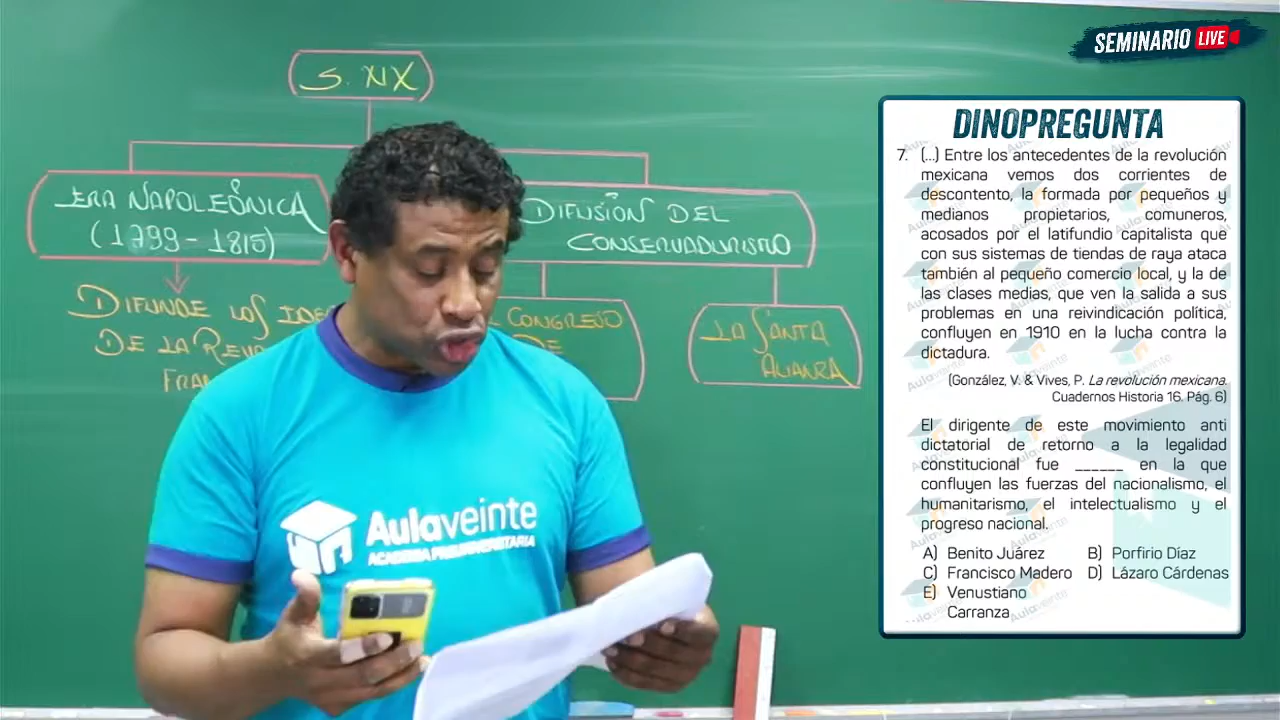 SEMINARIO LIVE
S. XIX
ERA NAPOLEÓNICA
(1799 - 1815)
DIFUNDE LOS
DE LA
DIFUSIÓN DEL
CONSERVADURISMO
CONGRESO
DE
LA SANTA
ALIANZA
Aulaveinte
ACADEMIA PREUNIVERSITARIA
DINOPREGUNTA
7. (...) Entre los antecedentes de la revolución
mexicana vemos dos corrientes de
descontento, la formada por pequeños y
medianos propietarios, comuneros,
acosados por el latifundio capitalista que
con sus sistemas de tiendas de raya ataca
también al pequeño comercio local, y la de
las clases medias, que ven la salida a sus
problemas en una reivindicación política,
confluyen en 1910 en la lucha contra la
dictadura.
(González, V. & Vives, P. La revolución mexicana.
Cuadernos Historia 16. Pág. 6)
El dirigente de este movimiento anti
dictatorial de retorno a la legalidad
constitucional fue ______ en la que
confluyen las fuerzas del nacionalismo, el
humanitarismo, el intelectualismo y el
progreso nacional.
A) Benito Juárez B) Porfirio Díaz
C) Francisco Madero D) Lázaro Cárdenas
E) Venustiano
Carranza